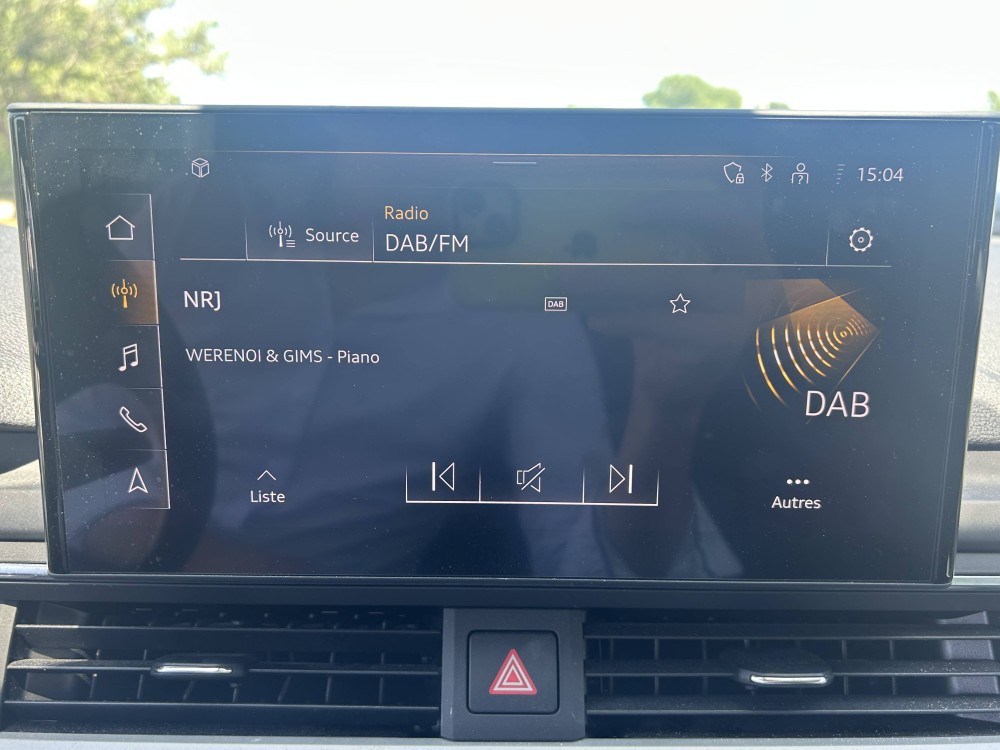 15:04
Source
Radio
DAB/FM
NRJ
DAB
WERENOI & GIMS - Piano
DAB
Liste
Autres